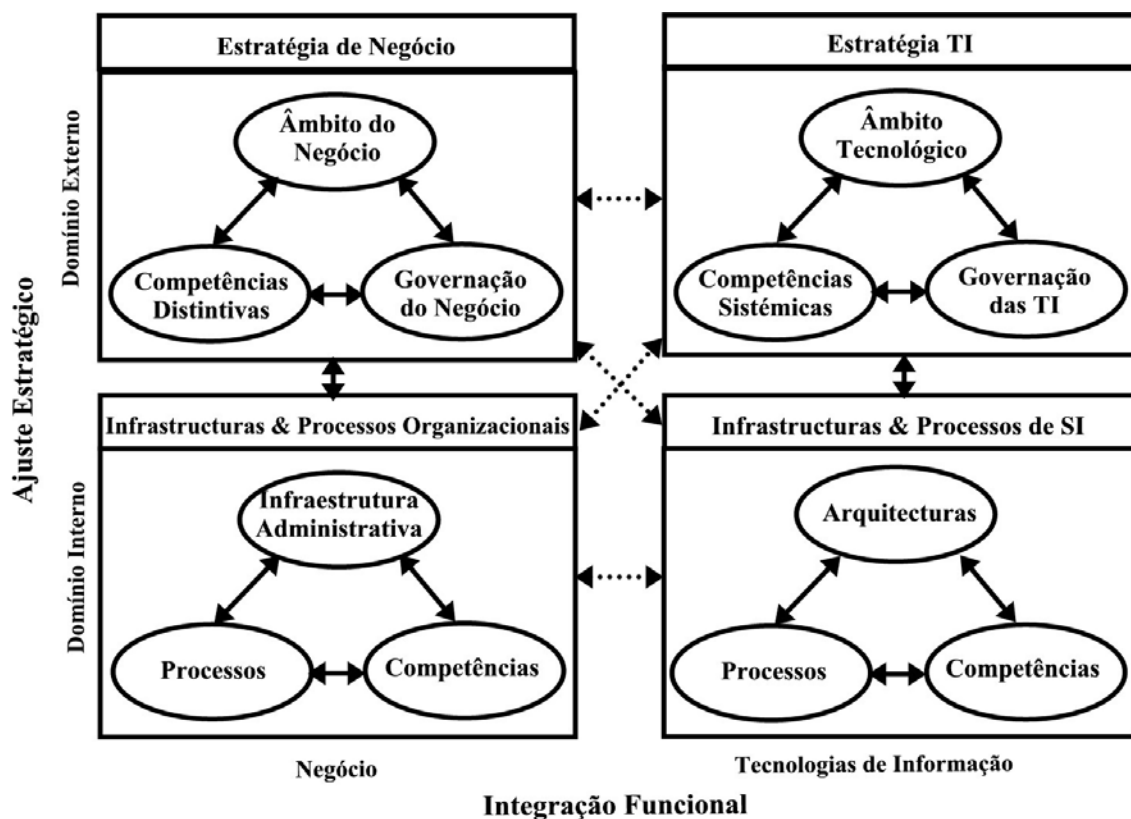 Estratégia de Negócio
Estratégia TI
Âmbito do
Negócio
Âmbito
Tecnológico
Competências
Distintivas
Governação
do Negócio
Competências
Sistémicas
Governação
das TI
Domínio Externo
Ajuste Estratégico
Infrastructuras & Processos Organizacionais
Infrastructuras & Processos de SI
Infraestrutura
Administrativa
Arquitecturas
Processos
Competências
Processos
Competências
Domínio Interno
Negócio
Tecnologias de Informação
Integração Funcional